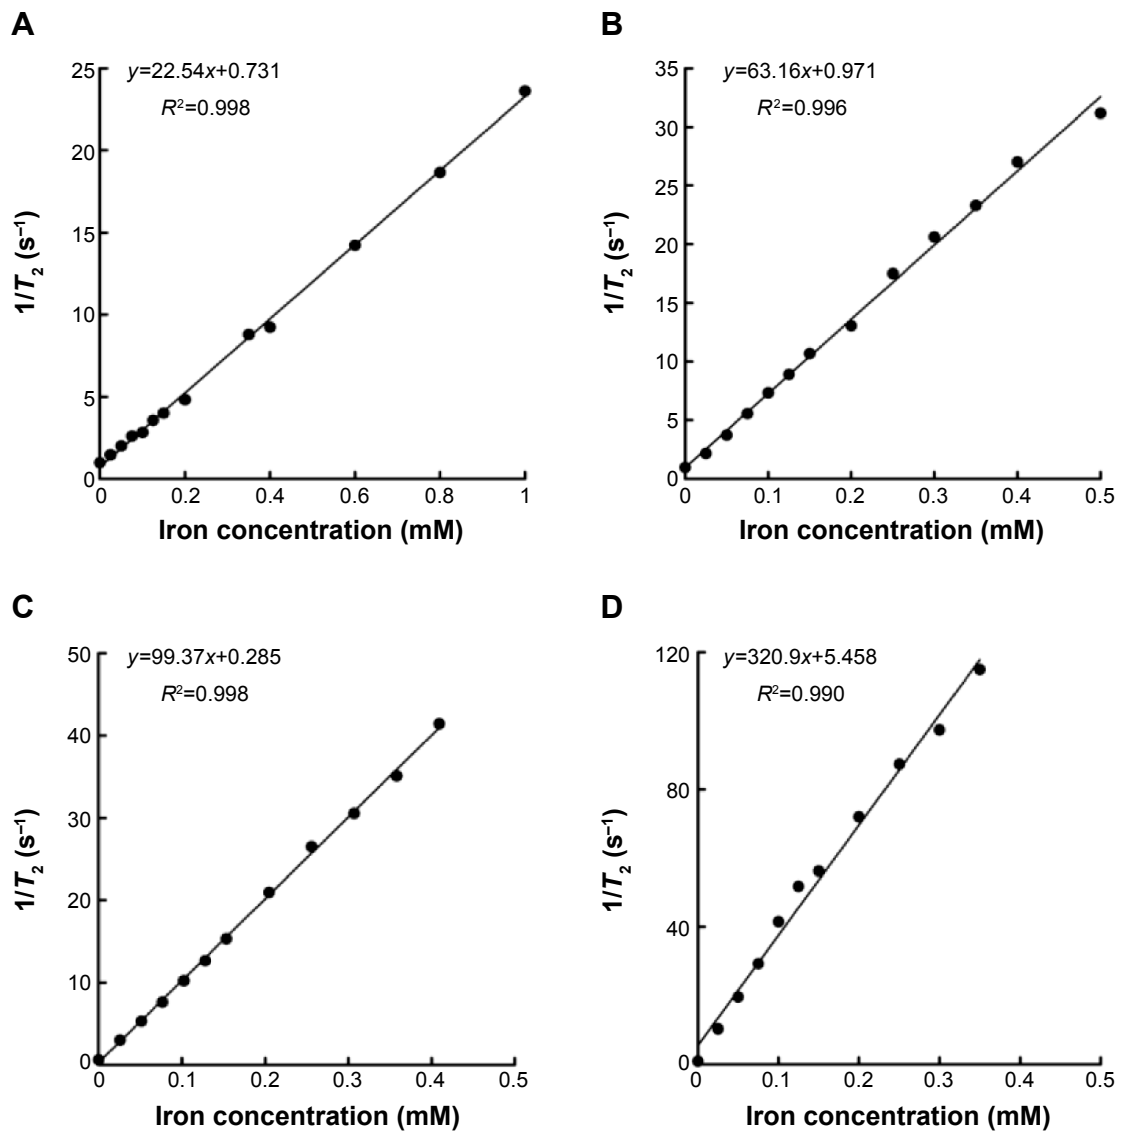 A
y=22.54x+0.731
R²=0.998
25
20
15
10
5
0
1/T₂ (s⁻¹)
0 0.2 0.4 0.6 0.8 1
Iron concentration (mM)
B
y=63.16x+0.971
R²=0.996
35
30
25
20
15
10
5
0
1/T₂ (s⁻¹)
0 0.1 0.2 0.3 0.4 0.5
Iron concentration (mM)
C
y=99.37x+0.285
R²=0.998
50
40
30
20
10
0
1/T₂ (s⁻¹)
0 0.1 0.2 0.3 0.4 0.5
Iron concentration (mM)
D
y=320.9x+5.458
R²=0.990
120
80
40
0
1/T₂ (s⁻¹)
0 0.1 0.2 0.3 0.4 0.5
Iron concentration (mM)